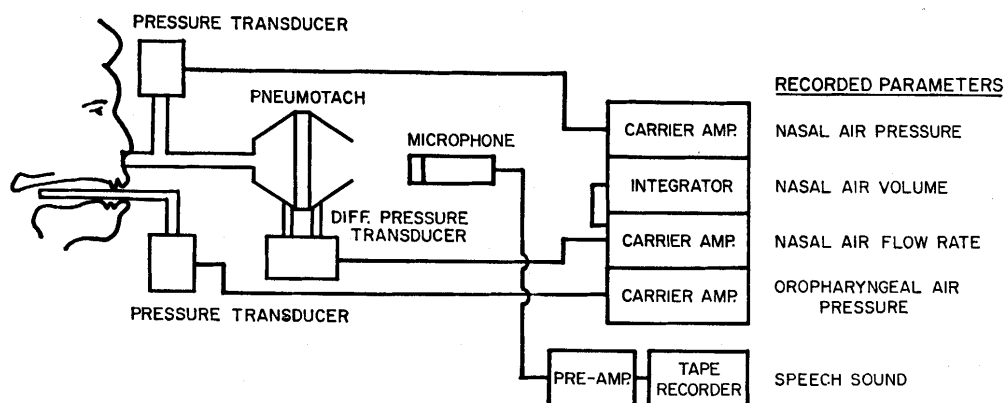 PRESSURE TRANSDUCER
PNEUMOTACH
MICROPHONE
DIFF. PRESSURE
TRANSDUCER
PRESSURE TRANSDUCER
CARRIER AMP.
INTEGRATOR
CARRIER AMP.
CARRIER AMP.
PRE-AMP.
TAPE
RECORDER
RECORDED PARAMETERS
NASAL AIR PRESSURE
NASAL AIR VOLUME
NASAL AIR FLOW RATE
OROPHARYNGEAL AIR
PRESSURE
SPEECH SOUND